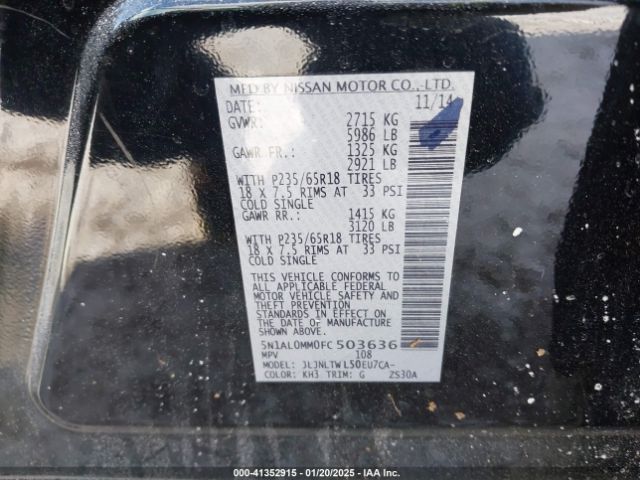 MFD BY NISSAN MOTOR CO.,LTD.
DATE: 11/14
GVWR: 2715 KG
5986 LB
GAWR FR.: 1325 KG
2921 LB
WITH P235/65R18 TIRES
18 X 7.5 RIMS AT 33 PSI
COLD SINGLE
GAWR RR.: 1415 KG
3120 LB
WITH P235/65R18 TIRES
18 X 7.5 RIMS AT 33 PSI
COLD SINGLE
THIS VEHICLE CONFORMS TO
ALL APPLICABLE FEDERAL
MOTOR VEHICLE SAFETY AND
THEFT PREVENTION
STANDARDS IN EFFECT ON
THE DATE OF MANUFACTURE
SHOWN ABOVE.
5N1AL0MM0FC503636
MPV 108
MODEL: JLJNLTWL50EU7CA-
COLOR: KH3 TRIM: G ZS30A
000-41352915 - 01/20/2025 - IAA Inc.